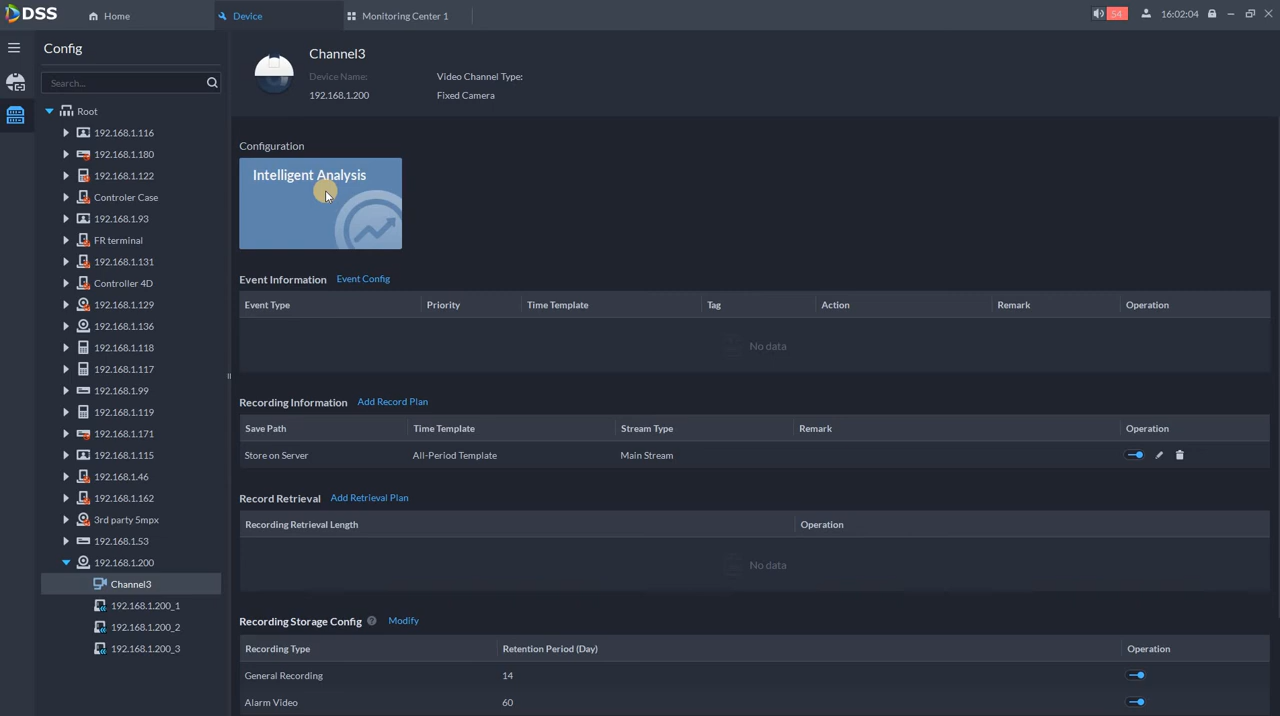 DSS Home Device Monitoring Center 1 54 16:02:04
Config
Search...
Root
192.168.1.116
192.168.1.180
192.168.1.122
Controler Case
192.168.1.93
FR terminal
192.168.1.131
Controller 4D
192.168.1.129
192.168.1.136
192.168.1.118
192.168.1.117
192.168.1.99
192.168.1.119
192.168.1.171
192.168.1.115
192.168.1.46
192.168.1.162
3rd party 5mpx
192.168.1.53
192.168.1.200
Channel3
192.168.1.200_1
192.168.1.200_2
192.168.1.200_3
Channel3
Device Name: Video Channel Type:
192.168.1.200 Fixed Camera
Configuration
Intelligent Analysis
Event Information Event Config
Event Type Priority Time Template Tag Action Remark Operation
No data
Recording Information Add Record Plan
Save Path Time Template Stream Type Remark Operation
Store on Server All-Period Template Main Stream
Record Retrieval Add Retrieval Plan
Recording Retrieval Length Operation
No data
Recording Storage Config ? Modify
Recording Type Retention Period (Day) Operation
General Recording 14
Alarm Video 60